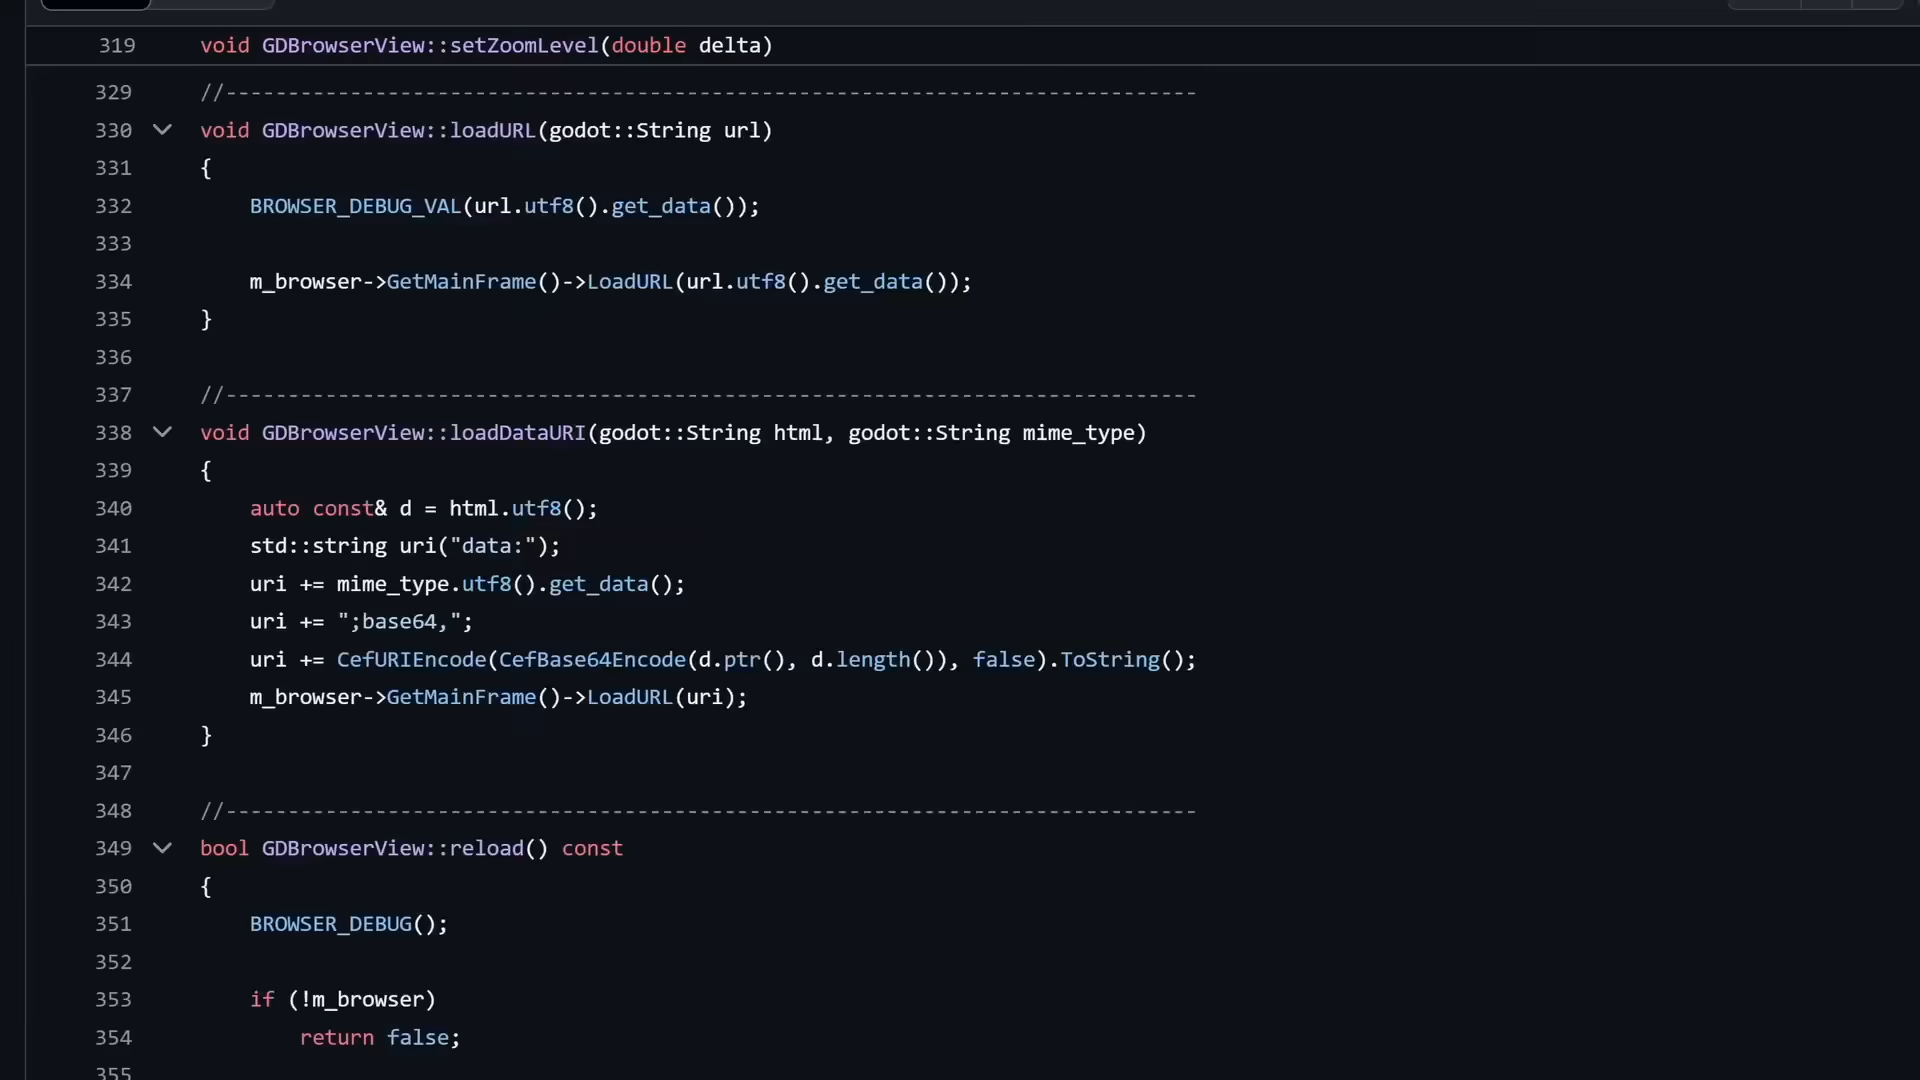 319 void GDBrowserView::setZoomLevel(double delta)
329 //------------------------------------------------------------------------------
330 void GDBrowserView::loadURL(godot::String url)
331 {
332     BROWSER_DEBUG_VAL(url.utf8().get_data());
333
334     m_browser->GetMainFrame()->LoadURL(url.utf8().get_data());
335 }
336
337 //------------------------------------------------------------------------------
338 void GDBrowserView::loadDataURI(godot::String html, godot::String mime_type)
339 {
340     auto const& d = html.utf8();
341     std::string uri("data:");
342     uri += mime_type.utf8().get_data();
343     uri += ";base64,";
344     uri += CefURIEncode(CefBase64Encode(d.ptr(), d.length()), false).ToString();
345     m_browser->GetMainFrame()->LoadURL(uri);
346 }
347
348 //------------------------------------------------------------------------------
349 bool GDBrowserView::reload() const
350 {
351     BROWSER_DEBUG();
352
353     if (!m_browser)
354         return false;
355